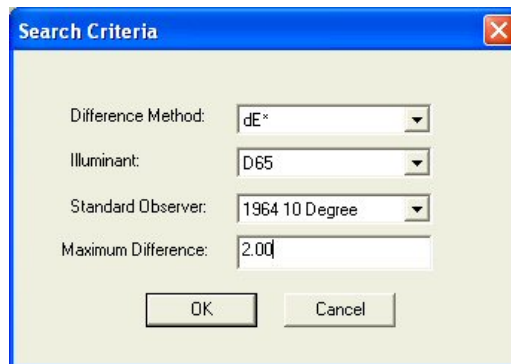 Search Criteria
Difference Method: dE*
Illuminant: D65
Standard Observer: 1964 10 Degree
Maximum Difference: 2.00
OK Cancel